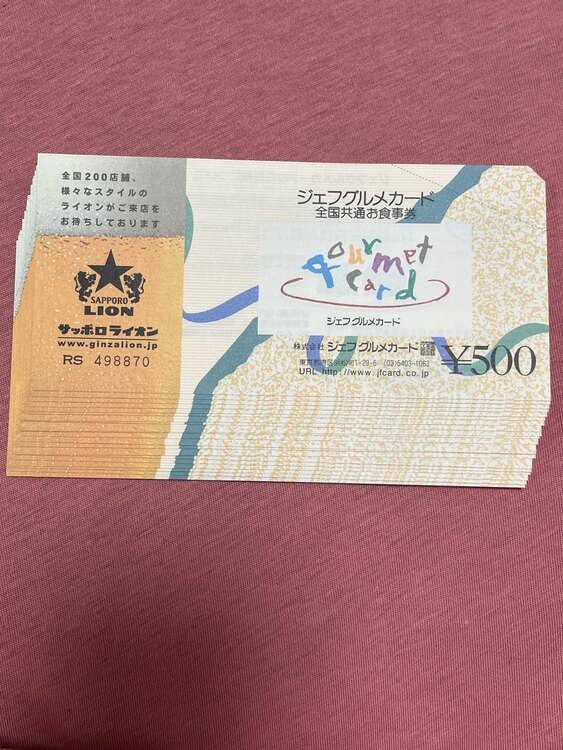 全国200店舗、
様々なスタイルの
ライオンがご来店を
お待ちしております
SAPPORO
LION
サッポロライオン
www.ginzalion.jp
RS 498870
ジェフグルメカード
全国共通お食事券
gourmet
card
ジェフグルメカード
株式会社 ジェフグルメカード
¥500
(03)5403-1063
URL http://www.jfcard.co.jp